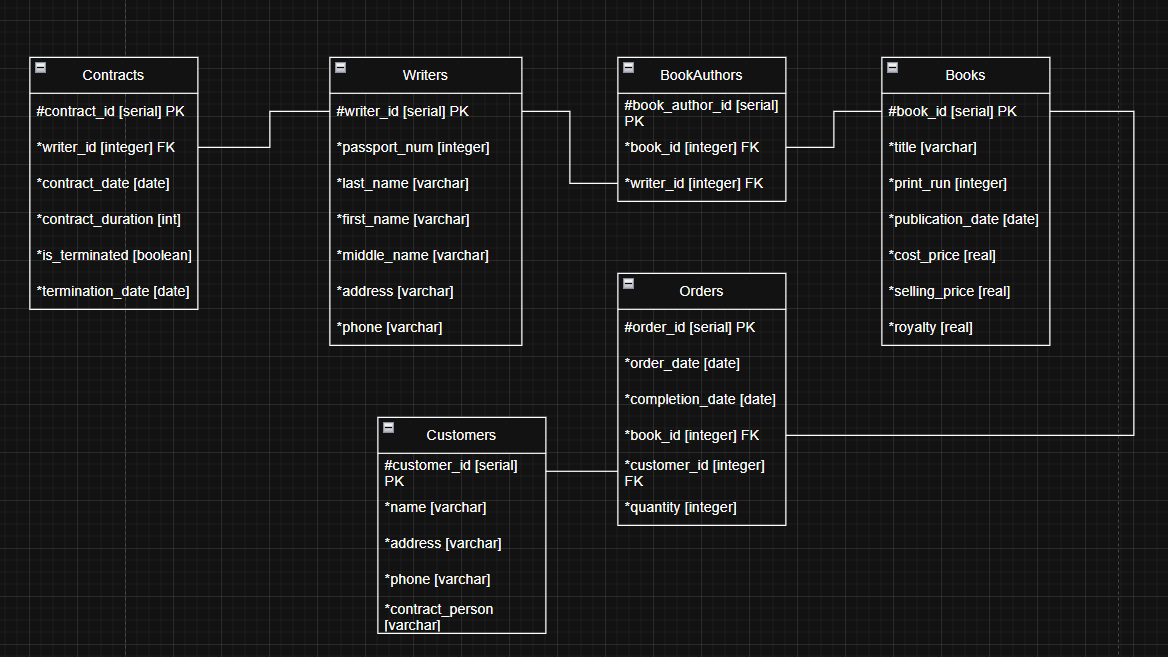 Contracts
#contract_id [serial] PK
*writer_id [integer] FK
*contract_date [date]
*contract_duration [int]
*is_terminated [boolean]
*termination_date [date]
Writers
#writer_id [serial] PK
*passport_num [integer]
*last_name [varchar]
*first_name [varchar]
*middle_name [varchar]
*address [varchar]
*phone [varchar]
BookAuthors
#book_author_id [serial]
PK
*book_id [integer] FK
*writer_id [integer] FK
Books
#book_id [serial] PK
*title [varchar]
*print_run [integer]
*publication_date [date]
*cost_price [real]
*selling_price [real]
*royalty [real]
Orders
#order_id [serial] PK
*order_date [date]
*completion_date [date]
*book_id [integer] FK
*customer_id [integer]
FK
*quantity [integer]
Customers
#customer_id [serial]
PK
*name [varchar]
*address [varchar]
*phone [varchar]
*contract_person
[varchar]